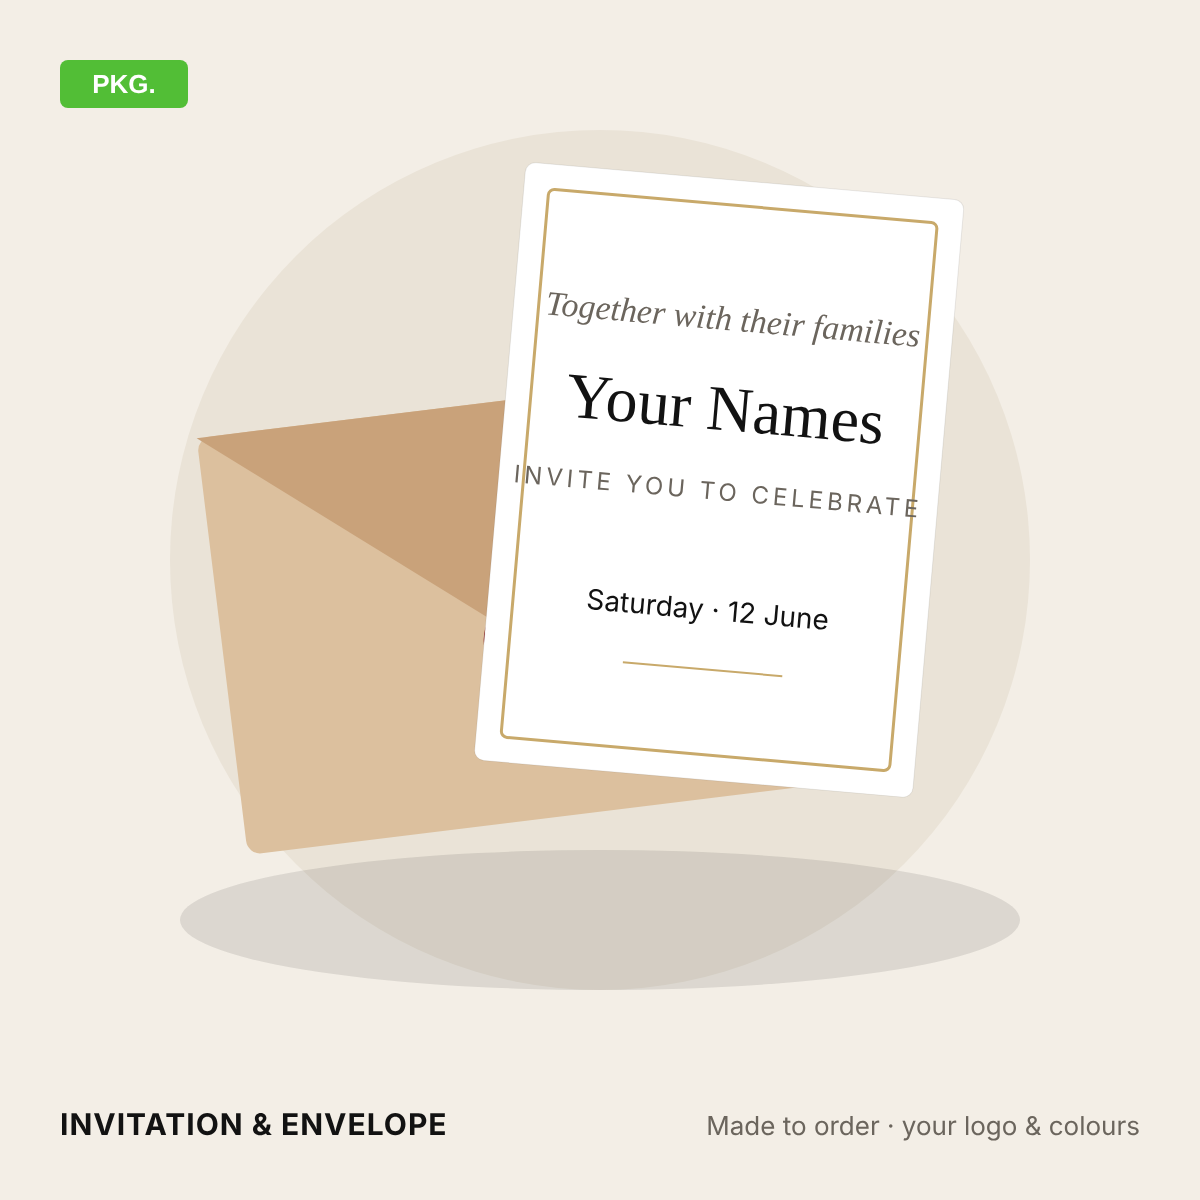 PKG.
Together with their families
Your Names
INVITE YOU TO CELEBRATE
Saturday · 12 June
INVITATION & ENVELOPE
Made to order · your logo & colours